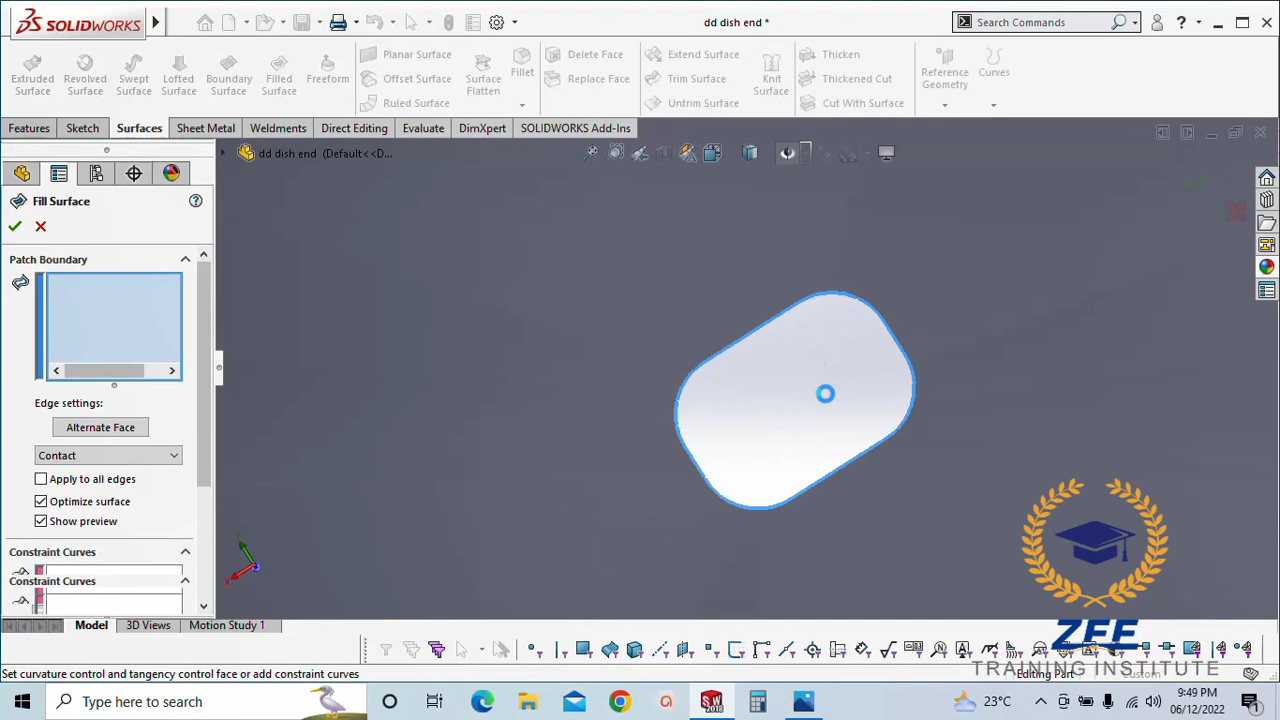 SOLIDWORKS
dd dish end *
Search Commands
Extruded Surface
Revolved Surface
Swept Surface
Lofted Surface
Boundary Surface
Filled Surface
Freeform
Planar Surface
Offset Surface
Ruled Surface
Surface Flatten
Fillet
Delete Face
Replace Face
Extend Surface
Trim Surface
Untrim Surface
Knit Surface
Thicken
Thickened Cut
Cut With Surface
Reference Geometry
Curves
Features
Sketch
Surfaces
Sheet Metal
Weldments
Direct Editing
Evaluate
DimXpert
SOLIDWORKS Add-Ins
dd dish end (Default<<D...
Fill Surface
Patch Boundary
Edge settings:
Alternate Face
Contact
Apply to all edges
Optimize surface
Show preview
Constraint Curves
Constraint Curves
Model
3D Views
Motion Study 1
ZEE
TRAINING INSTITUTE
Set curvature control and tangency control face or add constraint curves
Editing Part
Custom
Type here to search
SW
2018
23°C
9:49 PM
06/12/2022